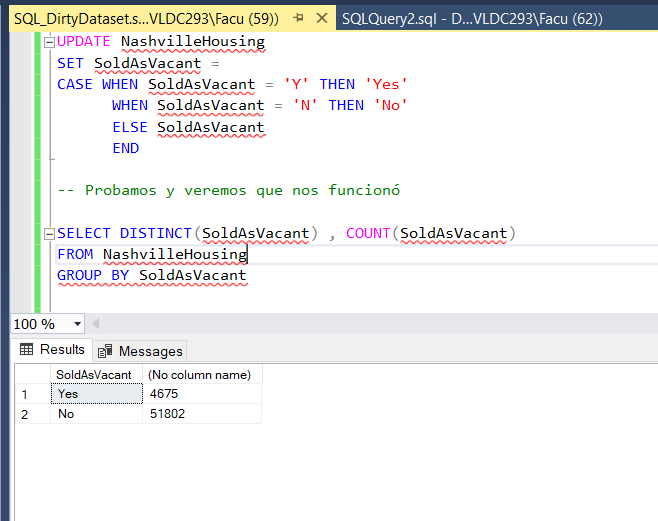 SQL_DirtyDataset.s...VLDC293\Facu (59))
SQLQuery2.sql - D...VLDC293\Facu (62))
UPDATE NashvilleHousing
SET SoldAsVacant =
CASE WHEN SoldAsVacant = 'Y' THEN 'Yes'
WHEN SoldAsVacant = 'N' THEN 'No'
ELSE SoldAsVacant
END
-- Probamos y veremos que nos funcionó
SELECT DISTINCT(SoldAsVacant) , COUNT(SoldAsVacant)
FROM NashvilleHousing
GROUP BY SoldAsVacant
100 %
Results Messages
SoldAsVacant (No column name)
1 Yes 4675
2 No 51802